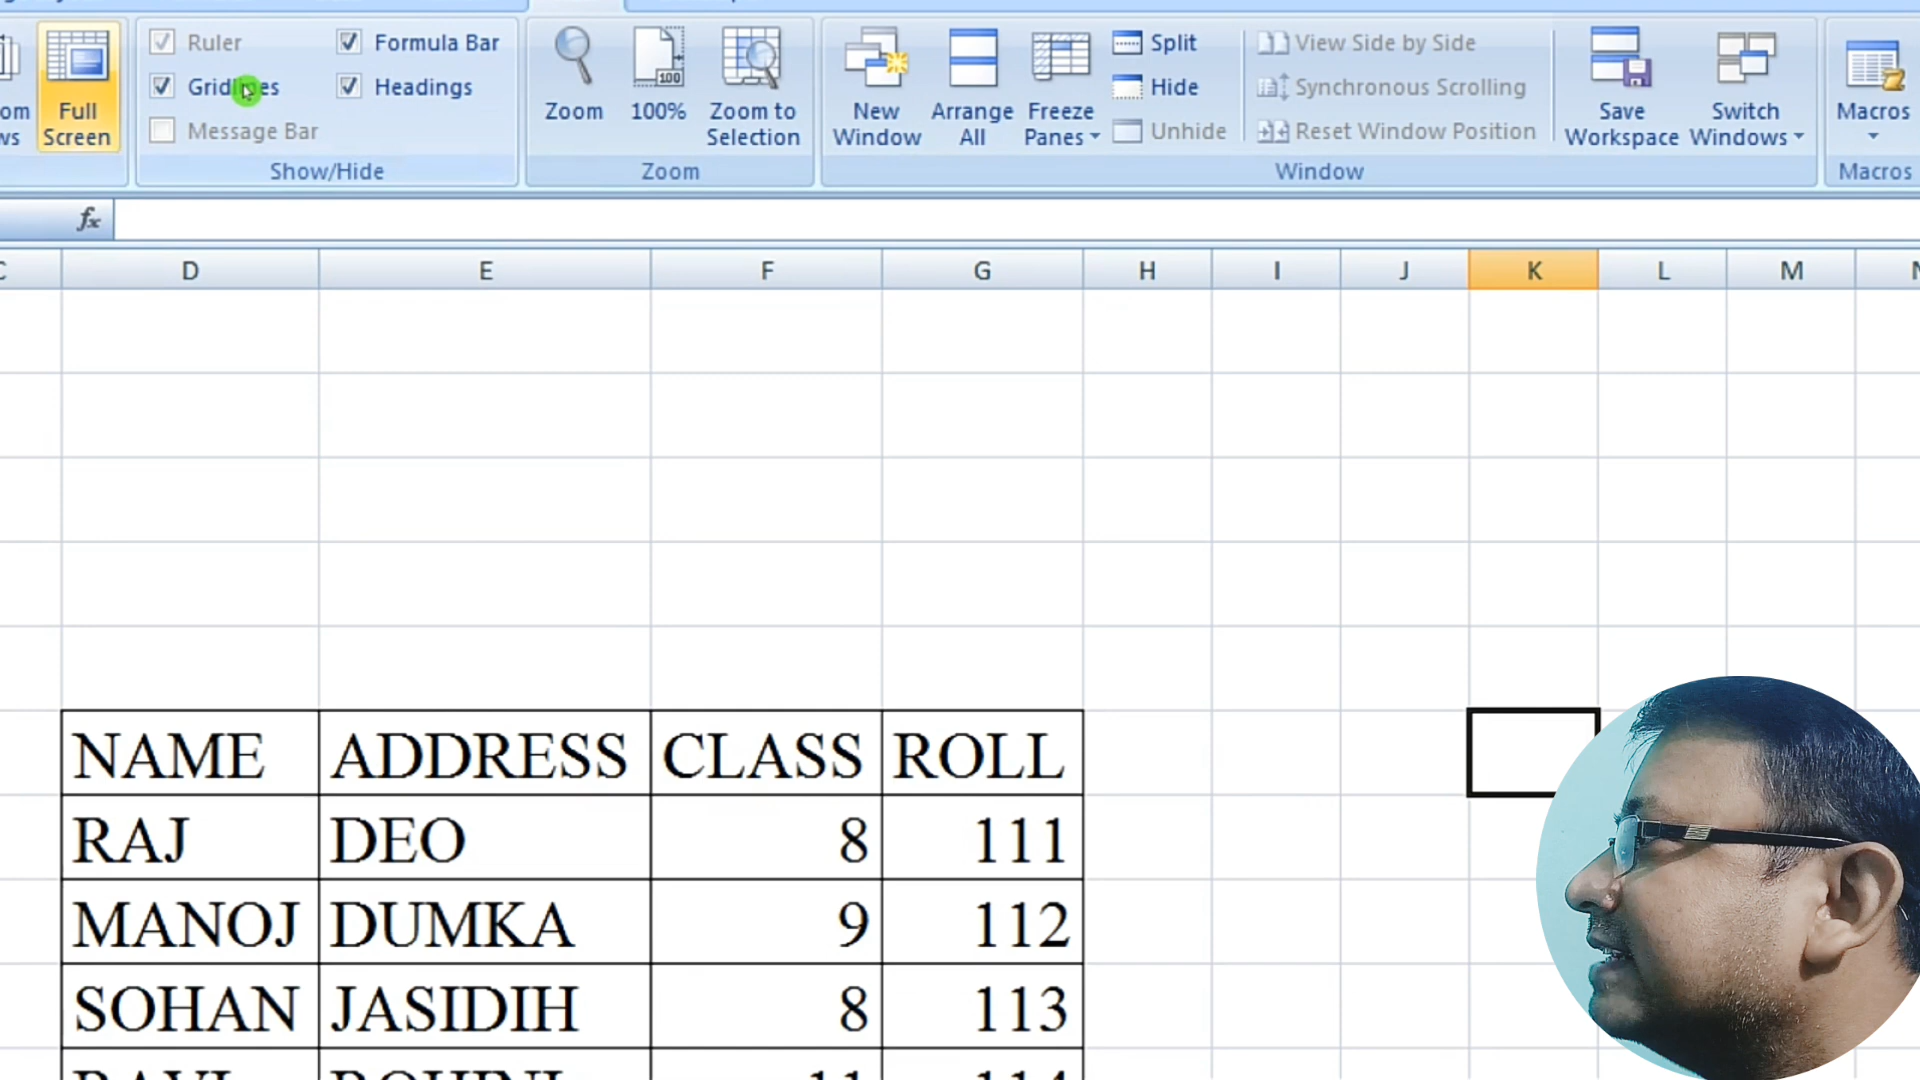 Ruler Formula Bar
Gridlines Headings
Message Bar
Show/Hide
Full
Screen
Zoom 100% Zoom to
Selection
Zoom
New
Window
Arrange
All
Freeze
Panes
Split
Hide
Unhide
View Side by Side
Synchronous Scrolling
Reset Window Position
Save
Workspace
Switch
Windows
Window
Macros
Macros
fx
D E F G H I J K L M
NAME ADDRESS CLASS ROLL
RAJ DEO 8 111
MANOJ DUMKA 9 112
SOHAN JASIDIH 8 113